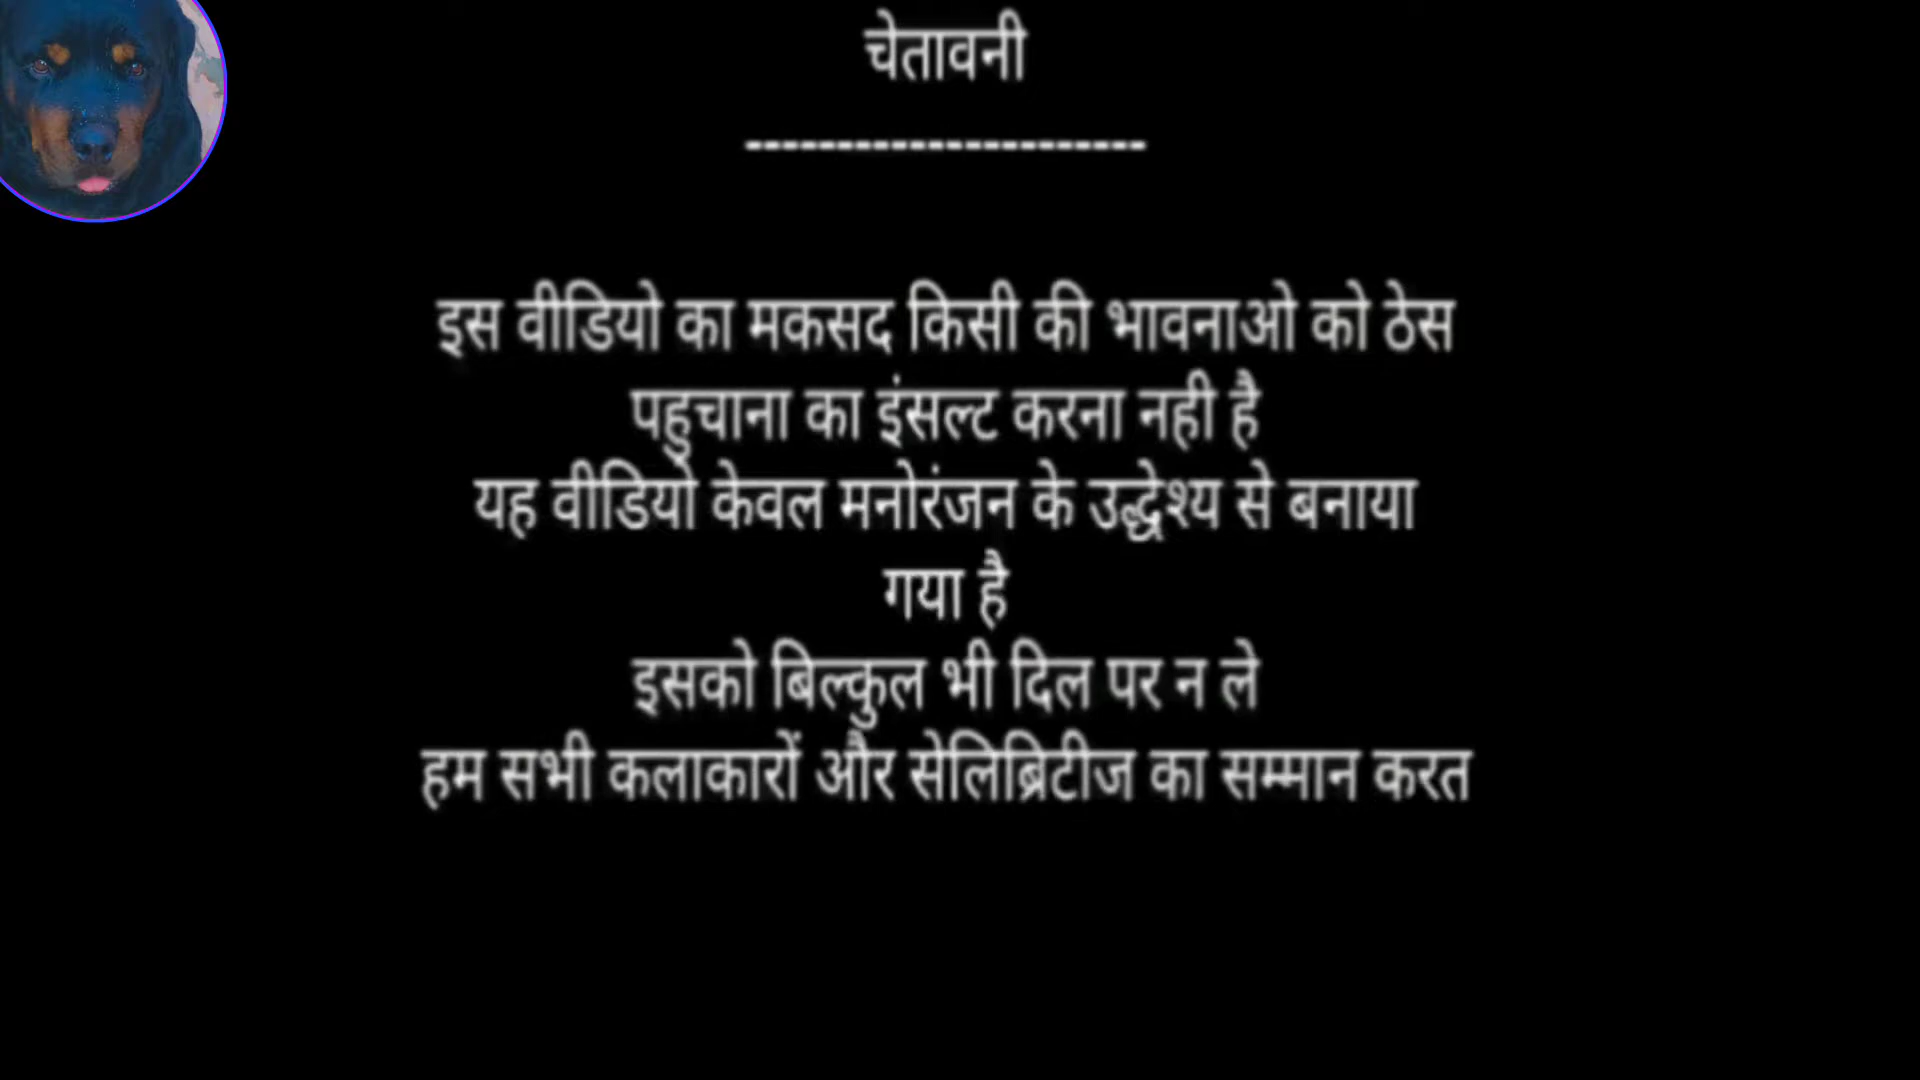 चेतावनी
----------------------
इस वीडियो का मकसद किसी की भावनाओ को ठेस
पहुचाना का इंसल्ट करना नही है
यह वीडियो केवल मनोरंजन के उद्धेश्य से बनाया
गया है
इसको बिल्कुल भी दिल पर न ले
हम सभी कलाकारों और सेलिब्रिटीज का सम्मान करत